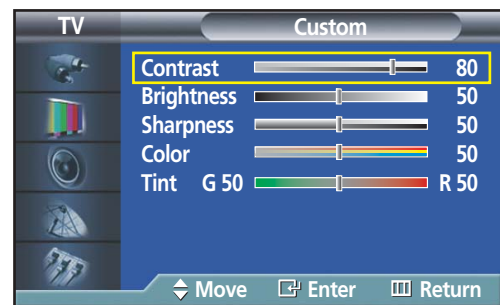 TV Custom
Contrast 80
Brightness 50
Sharpness 50
Color 50
Tint G 50 R 50
Move Enter Return